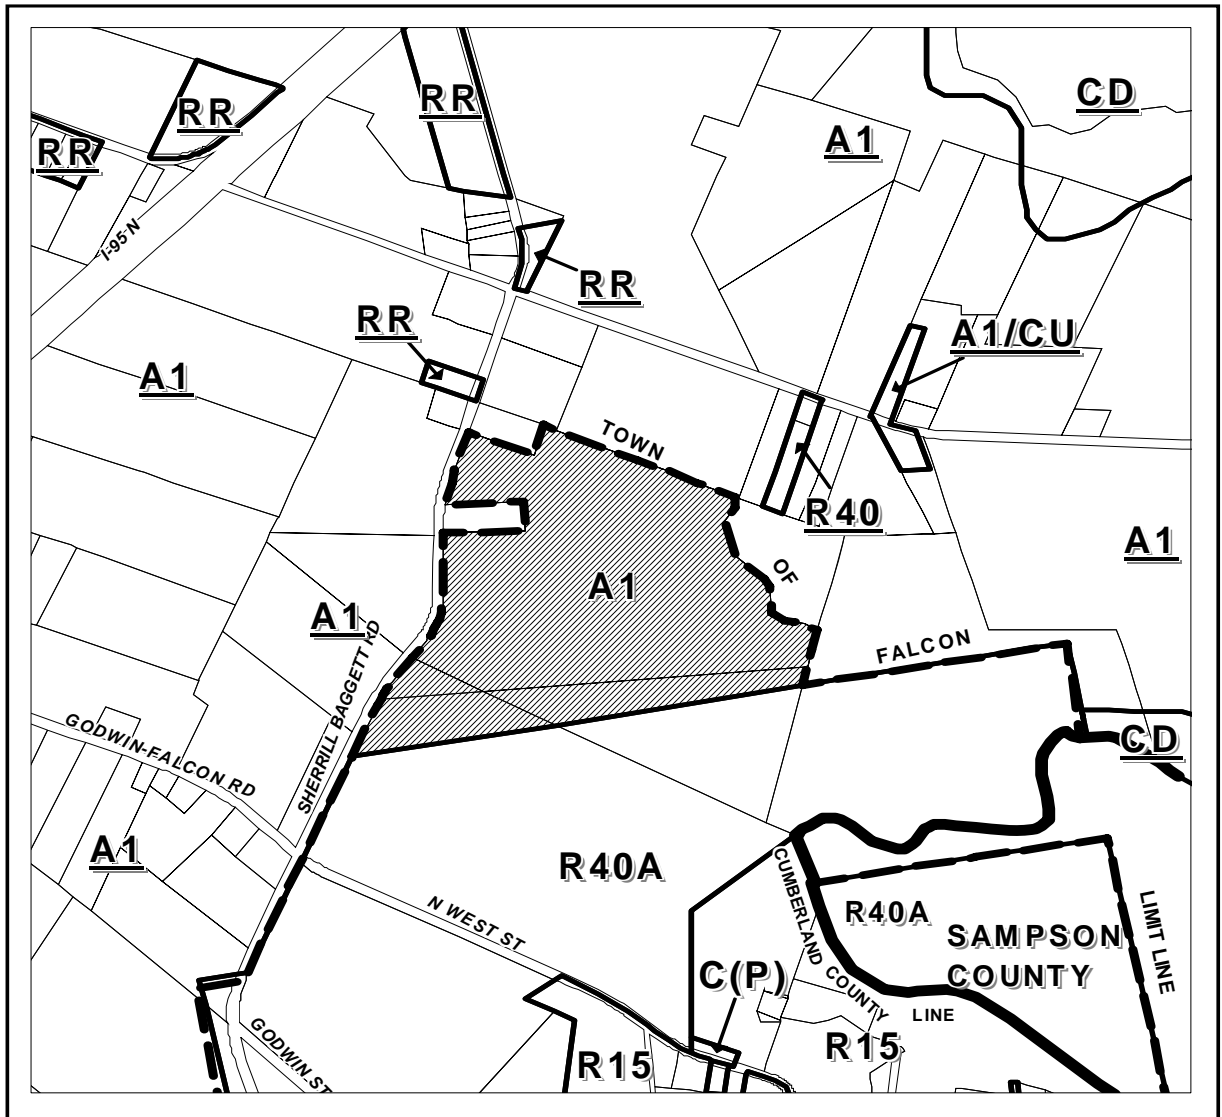 CD
RR
RR
RR
A1
I-95 N
RR
RR
A1/CU
A1
TOWN
R40
A1
OF
A1
A1
FALCON
SHERRILL BAGGETT RD
GODWIN-FALCON RD
CD
A1
R40A
CUMBERLAND COUNTY
LINE
R40A
LIMIT LINE
N WEST ST
SAMPSON
COUNTY
C(P)
GODWIN ST
R15
R15